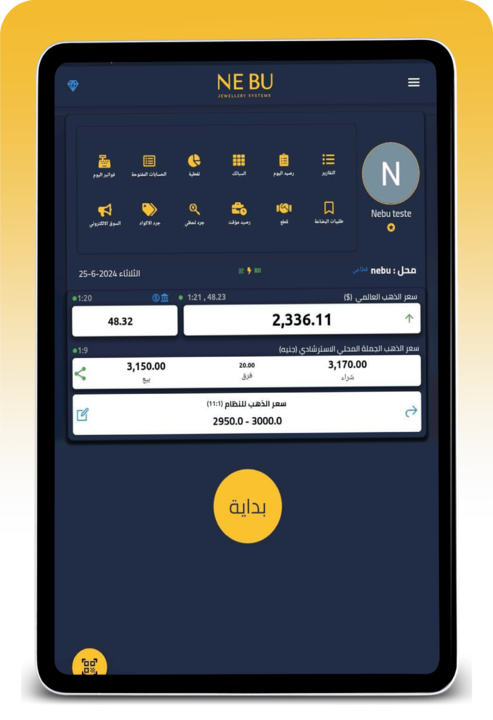 NE BU
JEWELLERY SYSTEMS
N
Nebu teste
التقارير
رصيد اليوم
السبائك
تغطية
الحسابات المفتوحة
فواتير اليوم
طلبيات البضاعة
قطع
رصيد مؤقت
جرد لحظي
جرد الاكواد
السوق الالكتروني
محل : nebu قطاعي
الثلاثاء 2024-6-25
سعر الذهب العالمي ($)
1:21 , 48.23
1:20
2,336.11
48.32
سعر الذهب الجملة المحلي الاسترشادي (جنيه)
1:9
3,170.00
20.00
3,150.00
شراء
فرق
بيع
سعر الذهب للنظام (11:1)
2950.0 - 3000.0
بداية